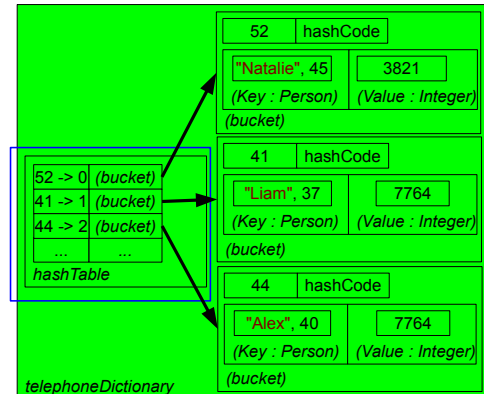 52 hashCode
"Natalie", 45 3821
(Key : Person) (Value : Integer)
(bucket)
41 hashCode
"Liam", 37 7764
(Key : Person) (Value : Integer)
(bucket)
44 hashCode
"Alex", 40 7764
(Key : Person) (Value : Integer)
(bucket)
52 -> 0 (bucket)
41 -> 1 (bucket)
44 -> 2 (bucket)
... ...
hashTable
telephoneDictionary